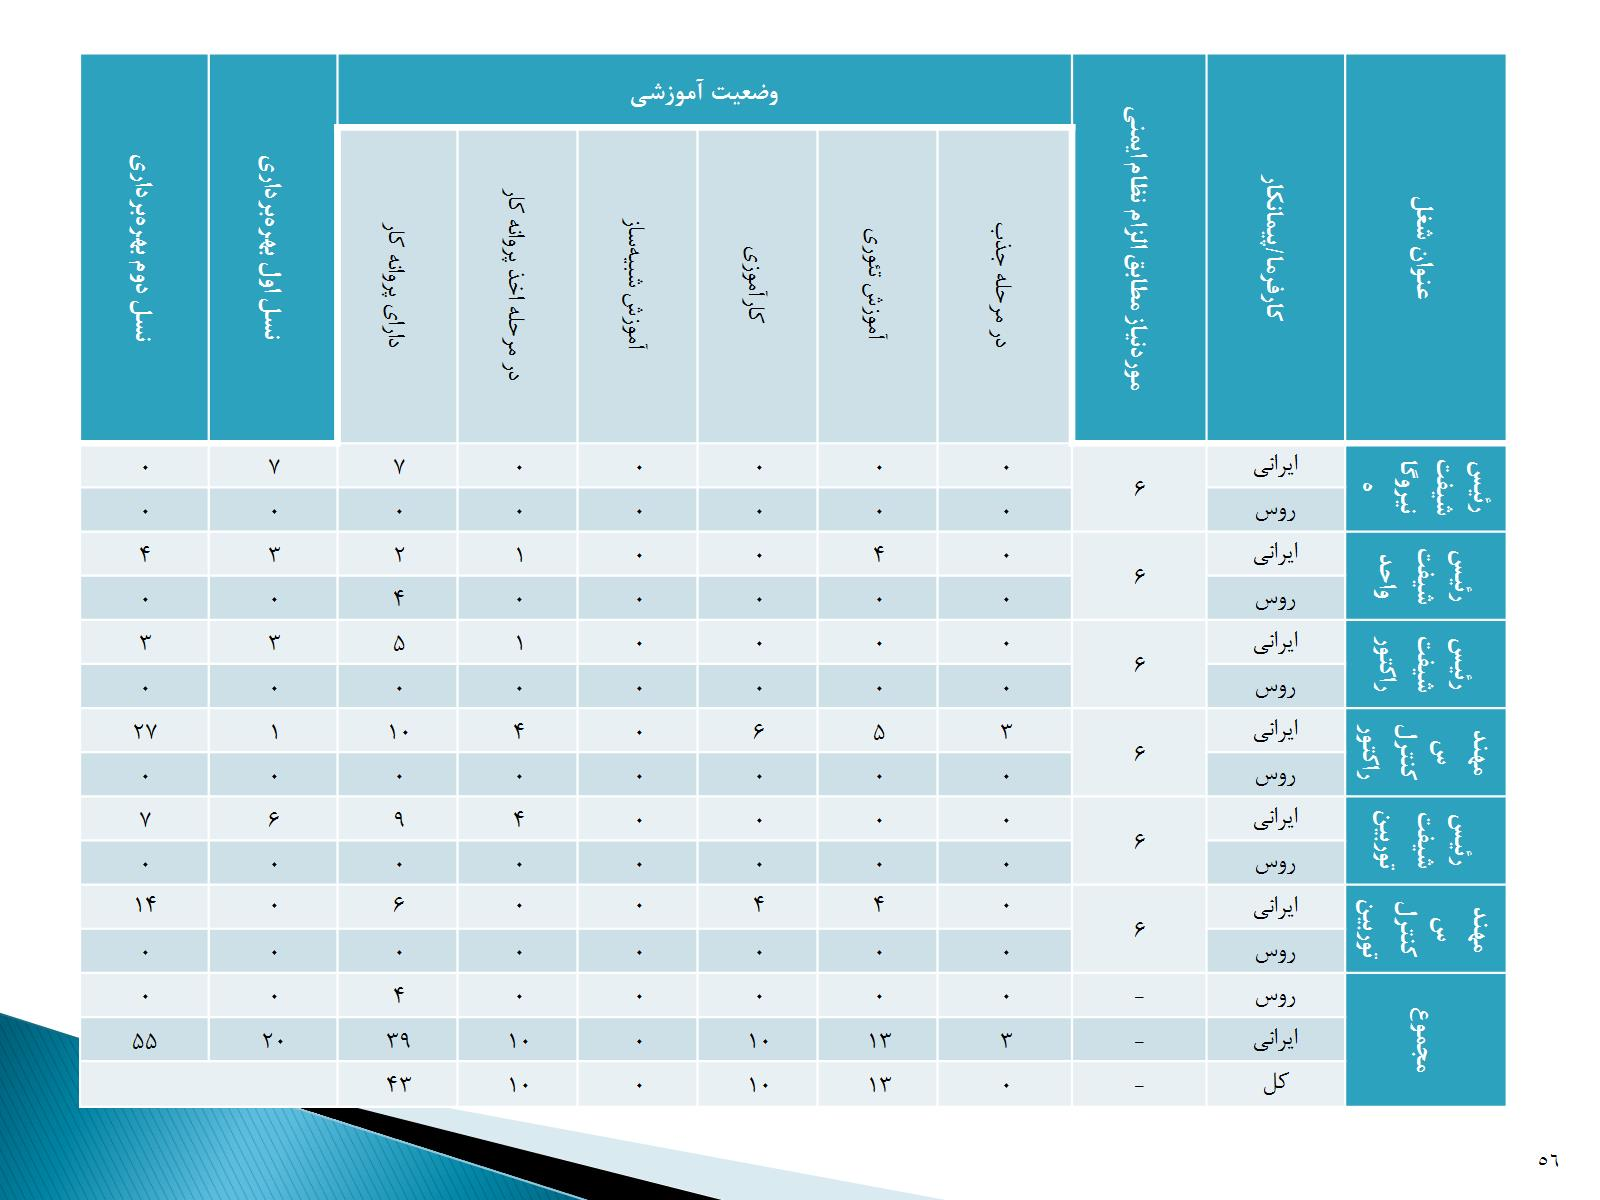 عنوان شغل
کارفرما/پیمانکار
موردنیاز مطابق الزام نظام ایمنی
وضعیت آموزشی
نسل اول بهره‌برداری
نسل دوم بهره‌برداری
در مرحله جذب
آموزش تئوری
کارآموزی
آموزش شبیه‌ساز
در مرحله اخذ پروانه کار
دارای پروانه کار
رئیس
شیفت
نیروگا
ه
ایرانی ۶ ۰ ۰ ۰ ۰ ۰ ۷ ۷ ۰
روس ۰ ۰ ۰ ۰ ۰ ۰ ۰ ۰
رئیس
شیفت
واحد
ایرانی ۶ ۰ ۴ ۰ ۰ ۱ ۲ ۳ ۴
روس ۰ ۰ ۰ ۰ ۰ ۴ ۰ ۰
رئیس
شیفت
راکتور
ایرانی ۶ ۰ ۰ ۰ ۰ ۱ ۵ ۳ ۳
روس ۰ ۰ ۰ ۰ ۰ ۰ ۰ ۰
مهند
س
کنترل
راکتور
ایرانی ۶ ۳ ۵ ۶ ۰ ۴ ۱۰ ۱ ۲۷
روس ۰ ۰ ۰ ۰ ۰ ۰ ۰ ۰
رئیس
شیفت
توربین
ایرانی ۶ ۰ ۰ ۰ ۰ ۴ ۹ ۶ ۷
روس ۰ ۰ ۰ ۰ ۰ ۰ ۰ ۰
مهند
س
کنترل
توربین
ایرانی ۶ ۰ ۴ ۴ ۰ ۰ ۶ ۰ ۱۴
روس ۰ ۰ ۰ ۰ ۰ ۰ ۰ ۰
مجموع
روس - ۰ ۰ ۰ ۰ ۰ ۴ ۰ ۰
ایرانی - ۳ ۱۳ ۱۰ ۰ ۱۰ ۳۹ ۲۰ ۵۵
کل - ۰ ۱۳ ۱۰ ۰ ۱۰ ۴۳
٥٦